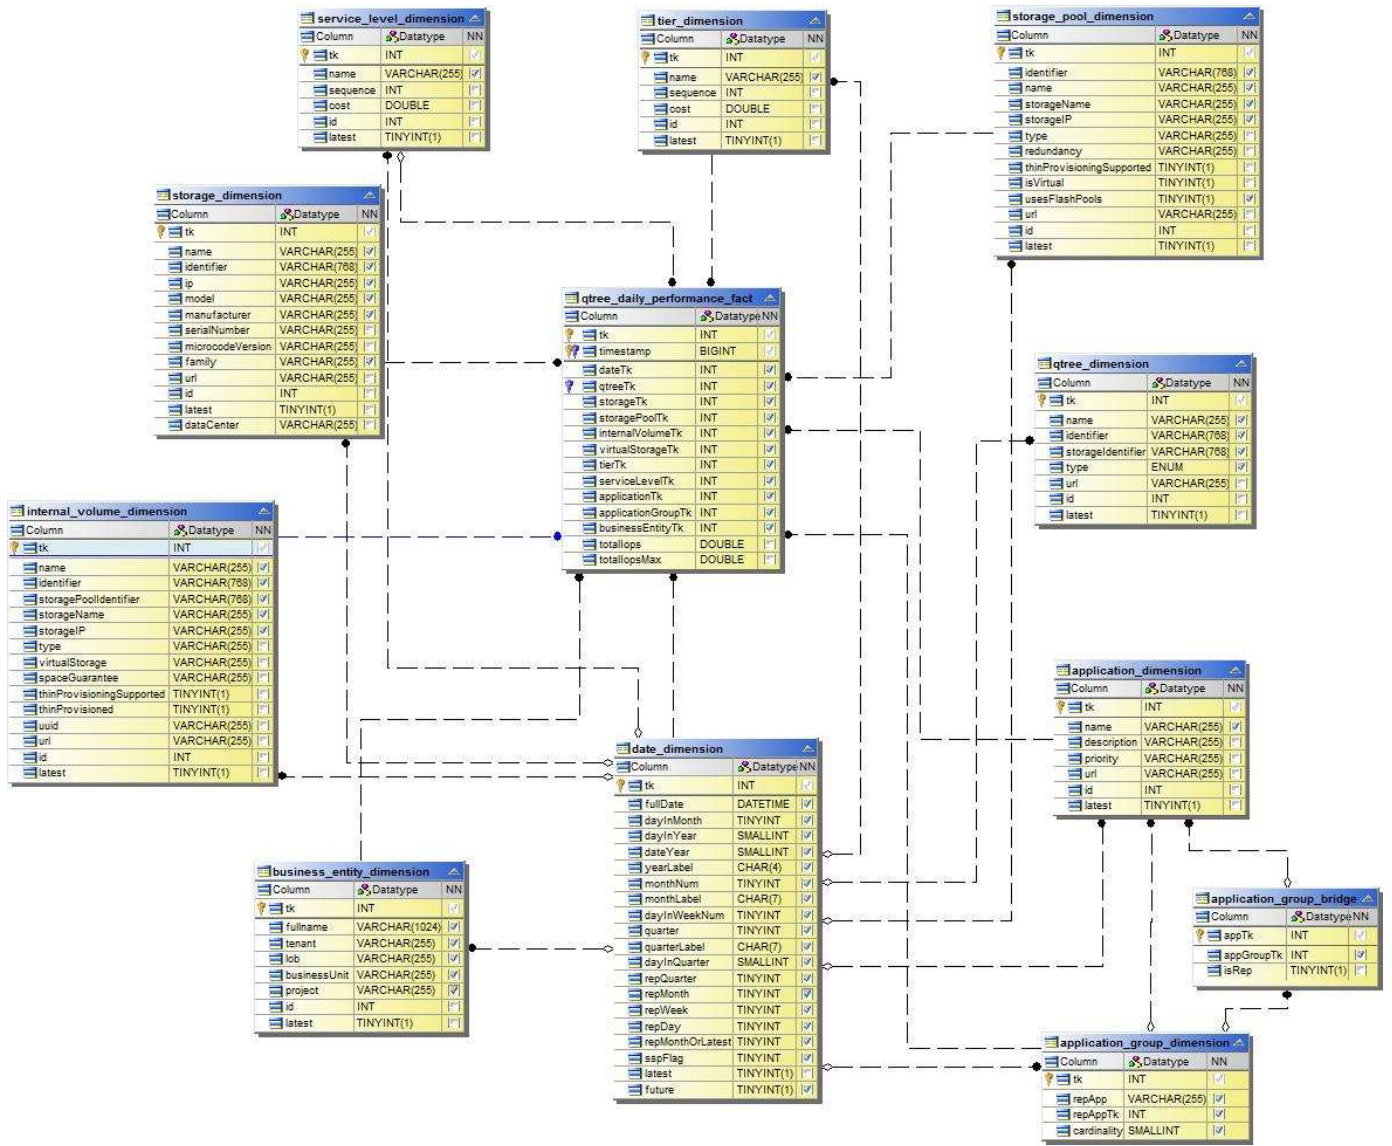 service_level_dimension
Column Datatype NN
tk INT
name VARCHAR(255)
sequence INT
cost DOUBLE
id INT
latest TINYINT(1)
tier_dimension
Column Datatype NN
tk INT
name VARCHAR(255)
sequence INT
cost DOUBLE
id INT
latest TINYINT(1)
storage_pool_dimension
Column Datatype NN
tk INT
identifier VARCHAR(768)
name VARCHAR(255)
storageName VARCHAR(255)
storageIP VARCHAR(255)
type VARCHAR(255)
redundancy VARCHAR(255)
thinProvisioningSupported TINYINT(1)
isVirtual TINYINT(1)
usesFlashPools TINYINT(1)
url VARCHAR(255)
id INT
latest TINYINT(1)
storage_dimension
Column Datatype NN
tk INT
name VARCHAR(255)
identifier VARCHAR(768)
ip VARCHAR(255)
model VARCHAR(255)
manufacturer VARCHAR(255)
serialNumber VARCHAR(255)
microcodeVersion VARCHAR(255)
family VARCHAR(255)
url VARCHAR(255)
id INT
latest TINYINT(1)
dataCenter VARCHAR(255)
qtree_daily_performance_fact
Column Datatype NN
tk INT
timestamp BIGINT
dateTk INT
qtreeTk INT
storageTk INT
storagePoolTk INT
internalVolumeTk INT
virtualStorageTk INT
tierTk INT
serviceLevelTk INT
applicationTk INT
applicationGroupTk INT
businessEntityTk INT
totalIops DOUBLE
totalIopsMax DOUBLE
qtree_dimension
Column Datatype NN
tk INT
name VARCHAR(255)
identifier VARCHAR(768)
storageIdentifier VARCHAR(768)
type ENUM
url VARCHAR(255)
id INT
latest TINYINT(1)
internal_volume_dimension
Column Datatype NN
tk INT
name VARCHAR(255)
identifier VARCHAR(768)
storagePoolIdentifier VARCHAR(768)
storageName VARCHAR(255)
storageIP VARCHAR(255)
type VARCHAR(255)
virtualStorage VARCHAR(255)
spaceGuarantee VARCHAR(255)
thinProvisioningSupported TINYINT(1)
thinProvisioned TINYINT(1)
uuid VARCHAR(255)
url VARCHAR(255)
id INT
latest TINYINT(1)
application_dimension
Column Datatype NN
tk INT
name VARCHAR(255)
description VARCHAR(255)
priority VARCHAR(255)
url VARCHAR(255)
id INT
latest TINYINT(1)
date_dimension
Column Datatype NN
tk INT
fullDate DATETIME
dayInMonth TINYINT
dayInYear SMALLINT
dateYear SMALLINT
yearLabel CHAR(4)
monthNum TINYINT
monthLabel CHAR(7)
dayInWeekNum TINYINT
quarter TINYINT
quarterLabel CHAR(7)
dayInQuarter SMALLINT
repQuarter TINYINT
repMonth TINYINT
repWeek TINYINT
repDay TINYINT
repMonthOrLatest TINYINT
sspFlag TINYINT
latest TINYINT(1)
future TINYINT(1)
business_entity_dimension
Column Datatype NN
tk INT
fullname VARCHAR(1024)
tenant VARCHAR(255)
lob VARCHAR(255)
businessUnit VARCHAR(255)
project VARCHAR(255)
id INT
latest TINYINT(1)
application_group_bridge
Column Datatype NN
appTk INT
appGroupTk INT
isRep TINYINT(1)
application_group_dimension
Column Datatype NN
tk INT
repApp VARCHAR(255)
repAppTk INT
cardinality SMALLINT